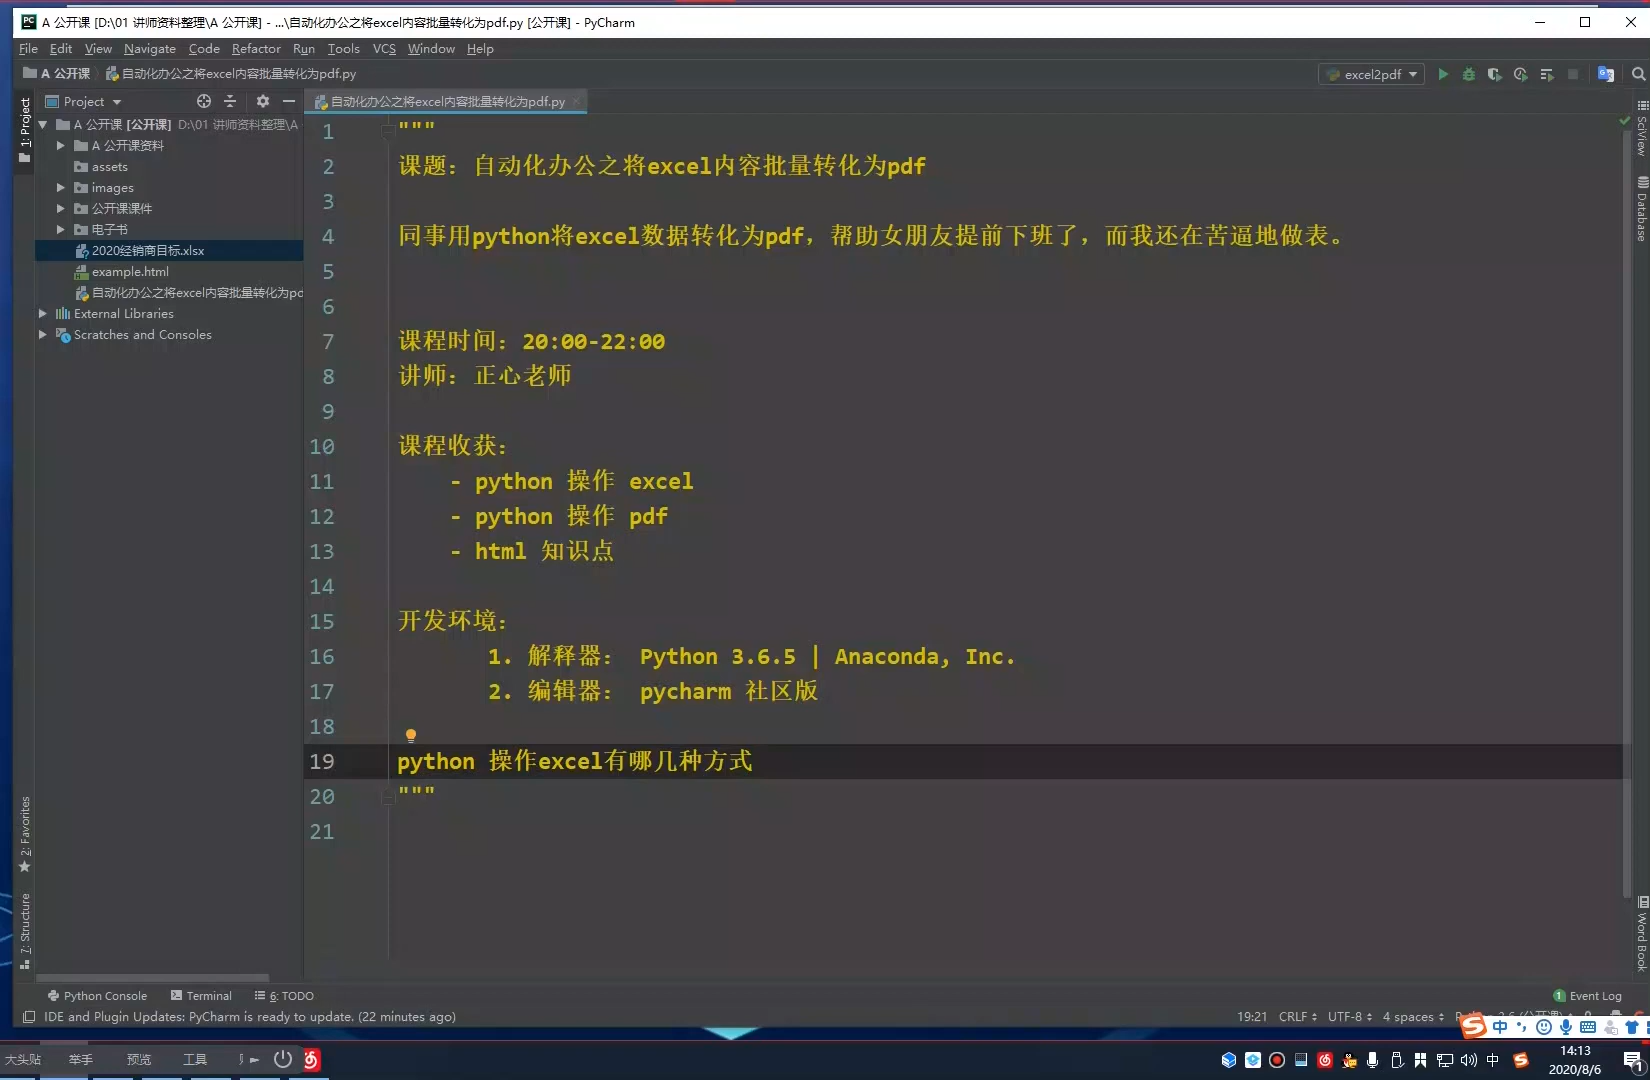 A 公开课 [D:\01 讲师资料整理\A 公开课] - ...\自动化办公之将excel内容批量转化为pdf.py [公开课] - PyCharm
File Edit View Navigate Code Refactor Run Tools VCS Window Help
A 公开课 自动化办公之将excel内容批量转化为pdf.py excel2pdf
Project 自动化办公之将excel内容批量转化为pdf.py
1: Project
A 公开课 [公开课] D:\01 讲师资料整理\A
A 公开课资料
assets
images
公开课课件
电子书
2020经销商目标.xlsx
example.html
自动化办公之将excel内容批量转化为pd
External Libraries
Scratches and Consoles
2: Favorites
7: Structure
1 """
2 课题：自动化办公之将excel内容批量转化为pdf
3
4 同事用python将excel数据转化为pdf，帮助女朋友提前下班了，而我还在苦逼地做表。
5
6
7 课程时间：20:00-22:00
8 讲师：正心老师
9
10 课程收获：
11 - python 操作 excel
12 - python 操作 pdf
13 - html 知识点
14
15 开发环境：
16 1. 解释器： Python 3.6.5 | Anaconda, Inc.
17 2. 编辑器： pycharm 社区版
18
19 python 操作excel有哪几种方式
20 """
21
SciView
Database
Word Book
Python Console Terminal 6: TODO 1 Event Log
IDE and Plugin Updates: PyCharm is ready to update. (22 minutes ago) 19:21 CRLF UTF-8 4 spaces
中
大头贴 举手 预览 工具 中 14:13
2020/8/6
1